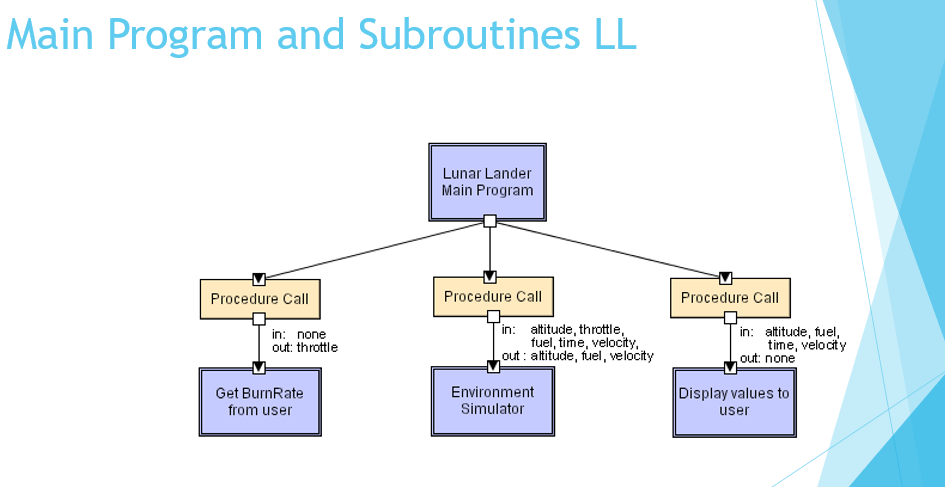 Main Program and Subroutines LL
Lunar Lander
Main Program
Procedure Call
Procedure Call
Procedure Call
in: none
out: throttle
in: altitude, throttle,
fuel, time, velocity,
out : altitude, fuel, velocity
in: altitude, fuel,
time, velocity
out: none
Get BurnRate
from user
Environment
Simulator
Display values to
user